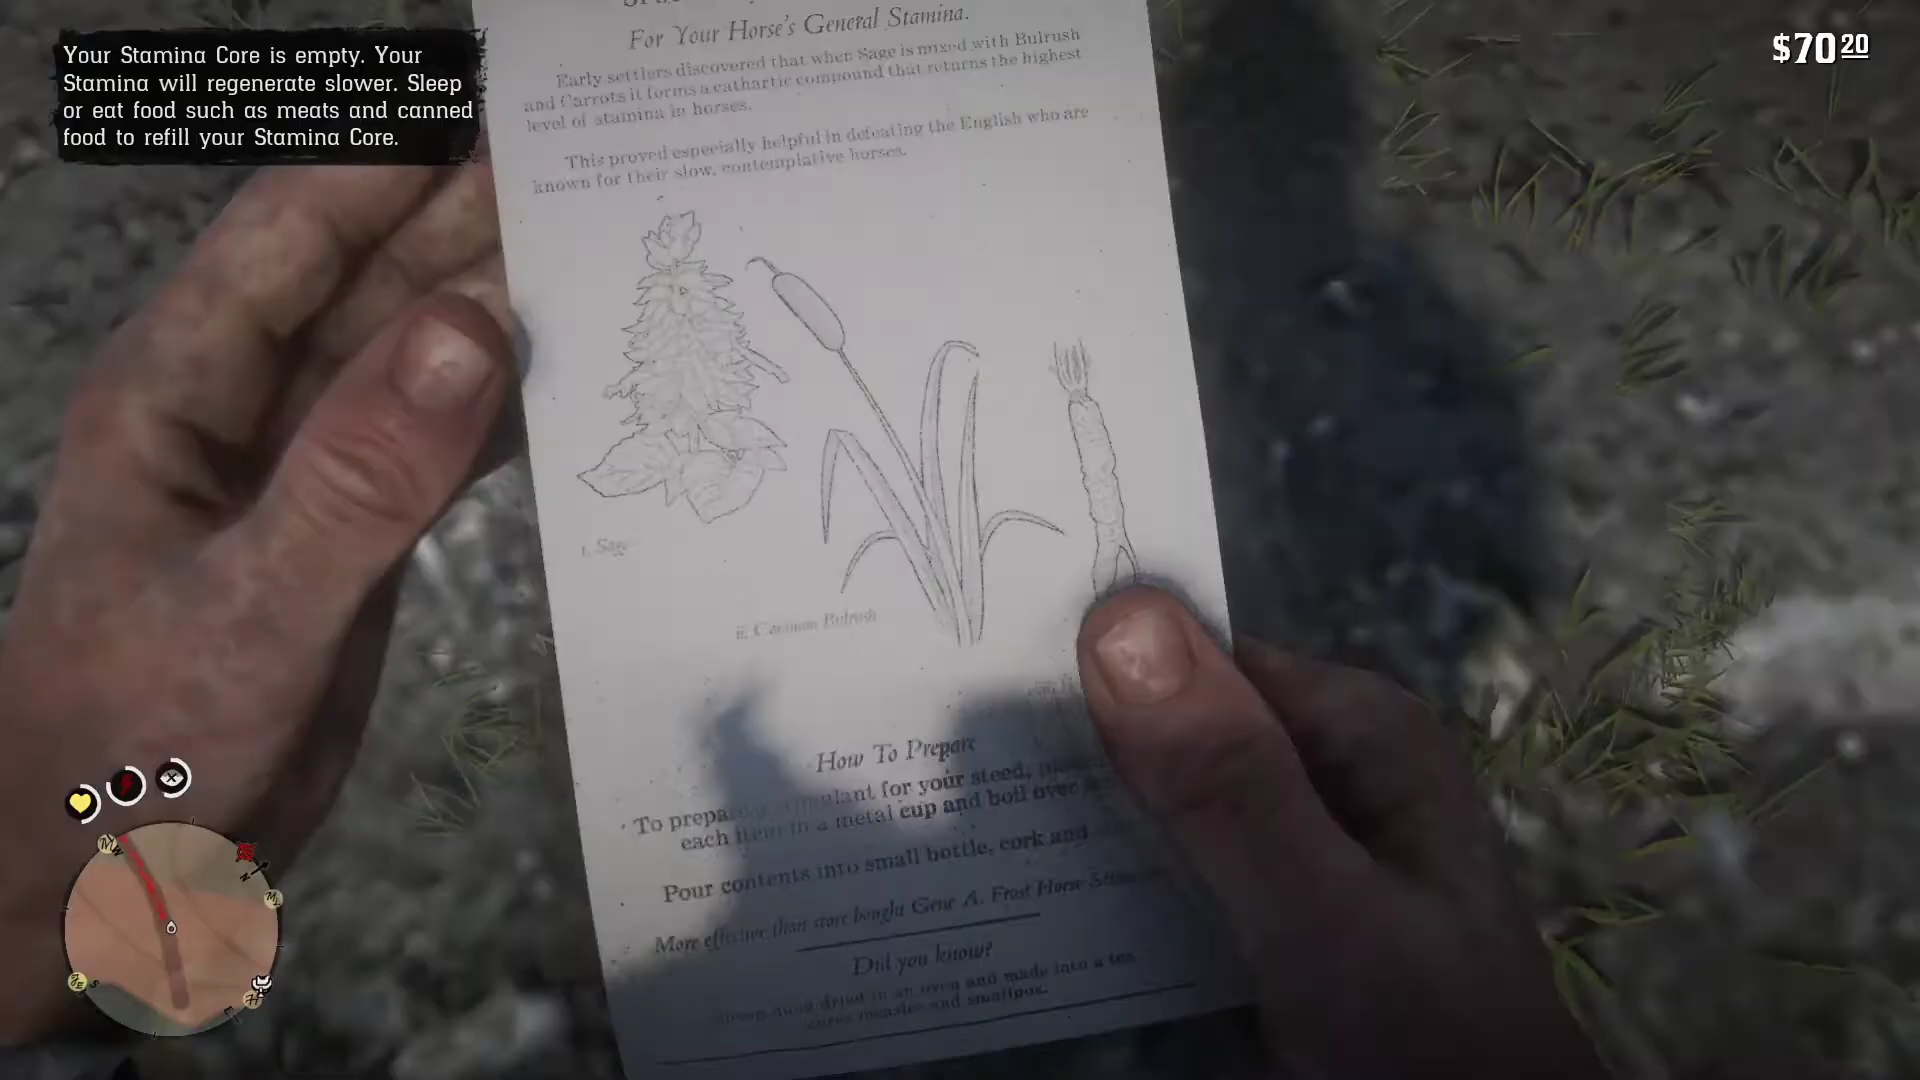 Your Stamina Core is empty. Your
Stamina will regenerate slower. Sleep
or eat food such as meats and canned
food to refill your Stamina Core.
$70 20
For Your Horse's General Stamina.
Early settlers discovered that when Sage is mixed with Bulrush
and Carrots it forms a cathartic compound that returns the highest
level of stamina in horses.
This proved especially helpful in defeating the English who are
known for their slow, contemplative horses.
i. Sage
ii. Common Bulrush
How To Prepare
To prepare for your steed,
each item in a metal cup and boil over
Pour contents into small bottle, cork and
More effective than store bought Gene A. Frost Horse
Did you know?
dried in an oven and made into a tea
cures measles and smallpox.